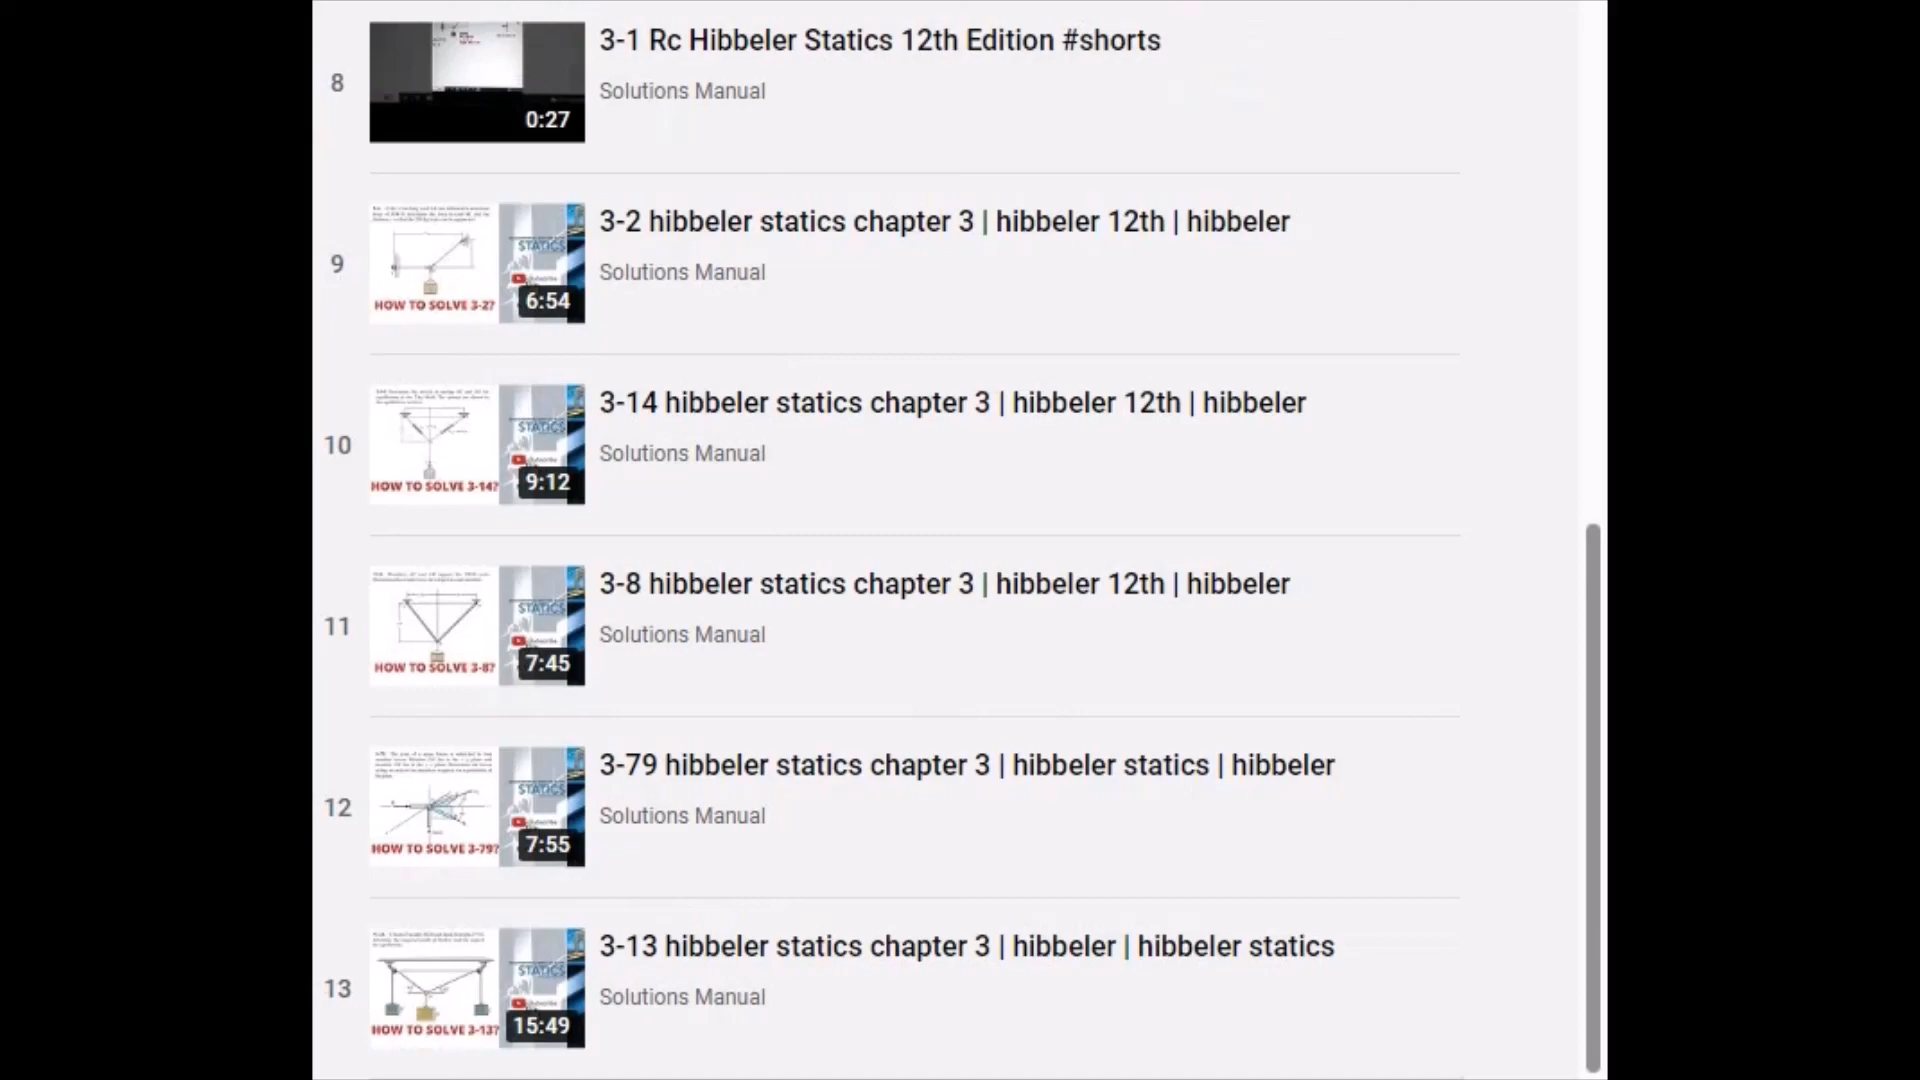 3-1 Rc Hibbeler Statics 12th Edition #shorts
8
Solutions Manual
0:27
3-2 hibbeler statics chapter 3 | hibbeler 12th | hibbeler
9
Solutions Manual
STATICS
HOW TO SOLVE 3-2?
6:54
3-14 hibbeler statics chapter 3 | hibbeler 12th | hibbeler
10
Solutions Manual
STATICS
HOW TO SOLVE 3-14?
9:12
3-8 hibbeler statics chapter 3 | hibbeler 12th | hibbeler
11
Solutions Manual
STATICS
HOW TO SOLVE 3-8?
7:45
3-79 hibbeler statics chapter 3 | hibbeler statics | hibbeler
12
Solutions Manual
STATICS
HOW TO SOLVE 3-79?
7:55
3-13 hibbeler statics chapter 3 | hibbeler | hibbeler statics
13
Solutions Manual
STATICS
HOW TO SOLVE 3-13?
15:49